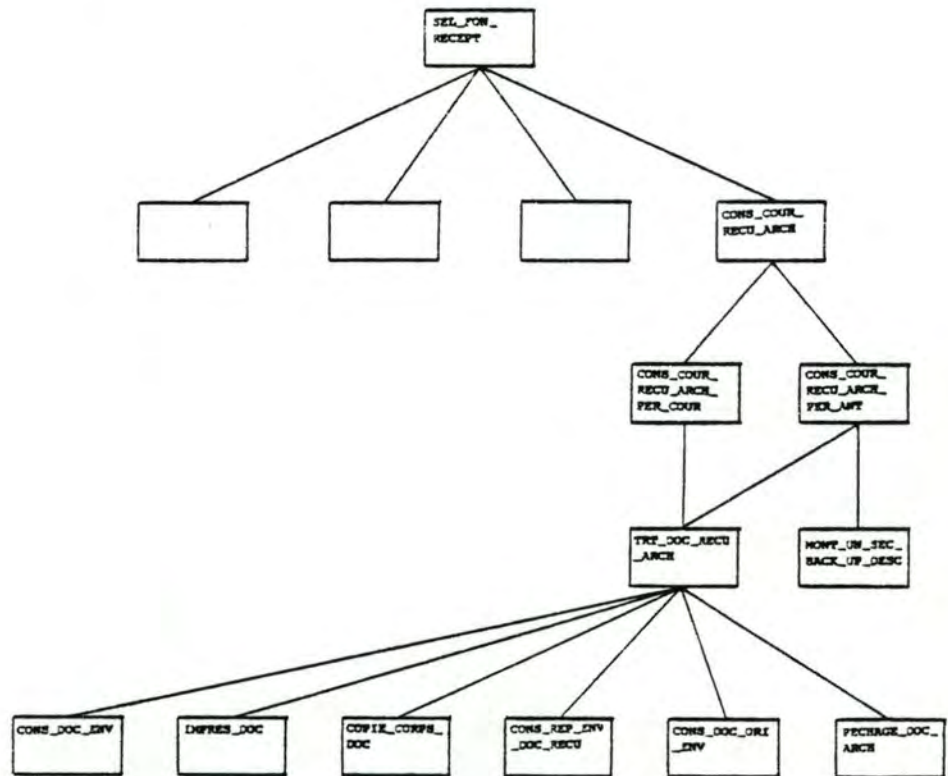 SEL_FON_
RECEPT
CONS_COUR_
RECU_ARCH
CONS_COUR_
RECU_ARCH_
PER_COUR
CONS_COUR_
RECU_ARCH_
PER_ANT
TRT_DOC_RECU
_ARCH
MONT_UN_SEC_
BACK_UP_DESC
CONS_DOC_ENV
IMPRES_DOC
COPIE_CORPS_
DOC
CONS_REP_ENV
_DOC_RECU
CONS_DOC_ORI
_ENV
PECHAGE_DOC_
ARCH